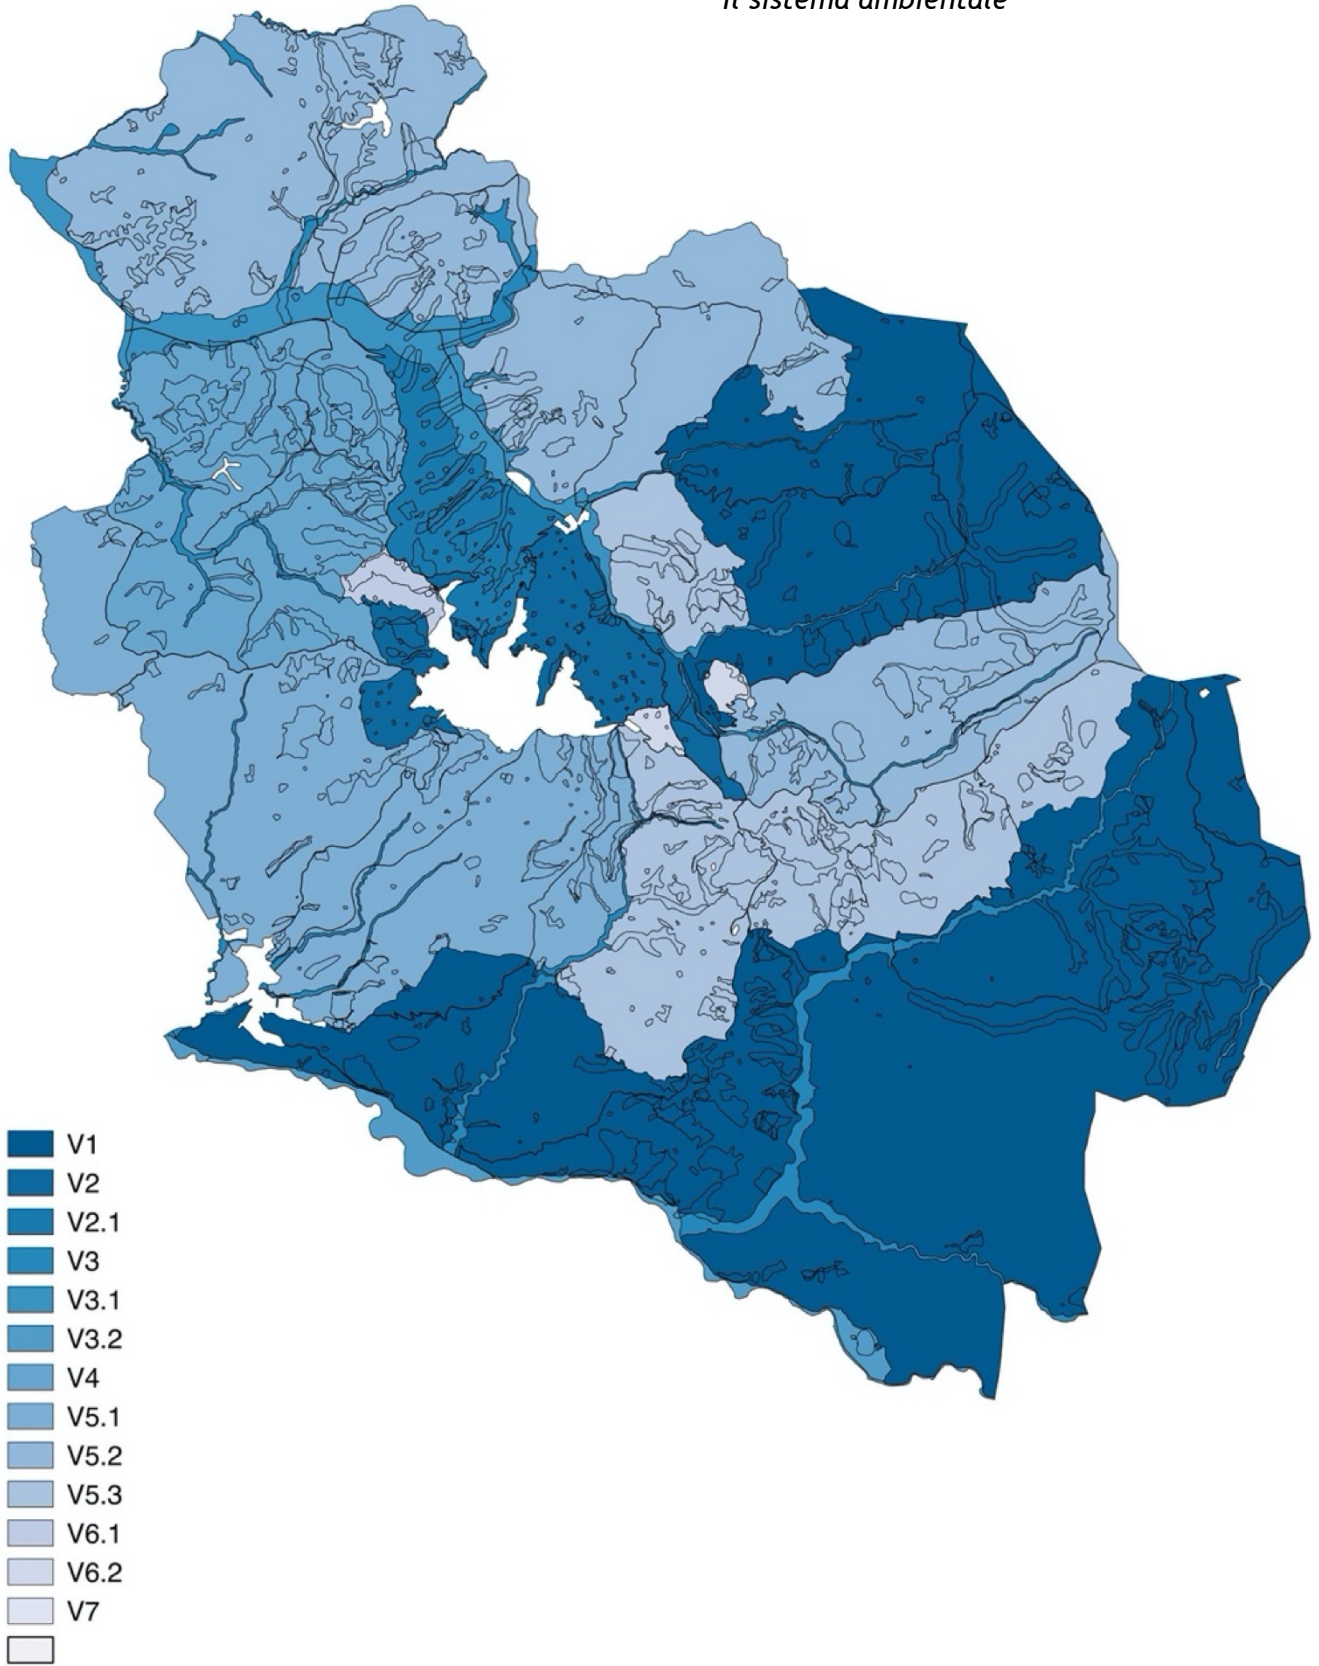 Il sistema ambientale
V1
V2
V2.1
V3
V3.1
V3.2
V4
V5.1
V5.2
V5.3
V6.1
V6.2
V7